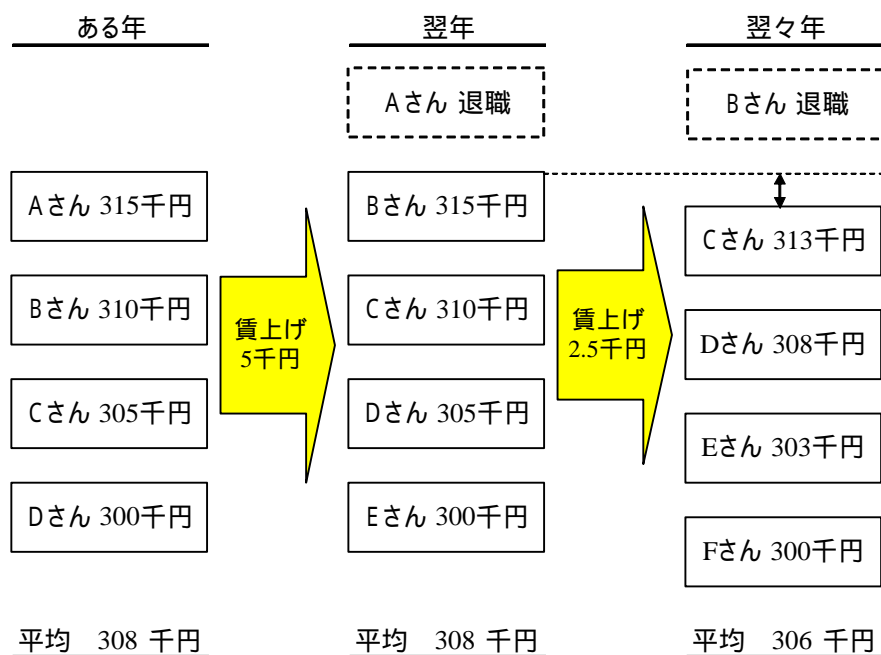 ある年
Aさん 315千円
Bさん 310千円
Cさん 305千円
Dさん 300千円
平均 308 千円
賃上げ
5千円
翌年
Aさん 退職
Bさん 315千円
Cさん 310千円
Dさん 305千円
Eさん 300千円
平均 308 千円
賃上げ
2.5千円
翌々年
Bさん 退職
Cさん 313千円
Dさん 308千円
Eさん 303千円
Fさん 300千円
平均 306 千円